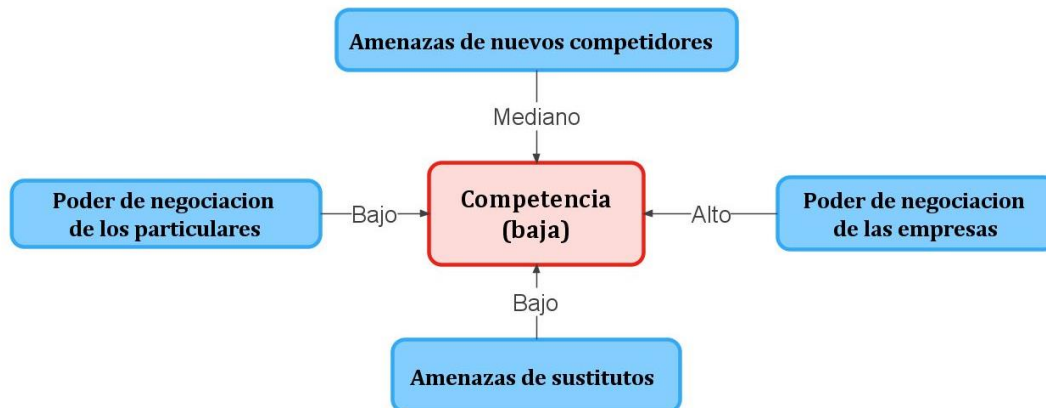 Amenazas de nuevos competidores
Mediano
Poder de negociacion
de los particulares
Bajo
Competencia
(baja)
Alto
Poder de negociacion
de las empresas
Bajo
Amenazas de sustitutos